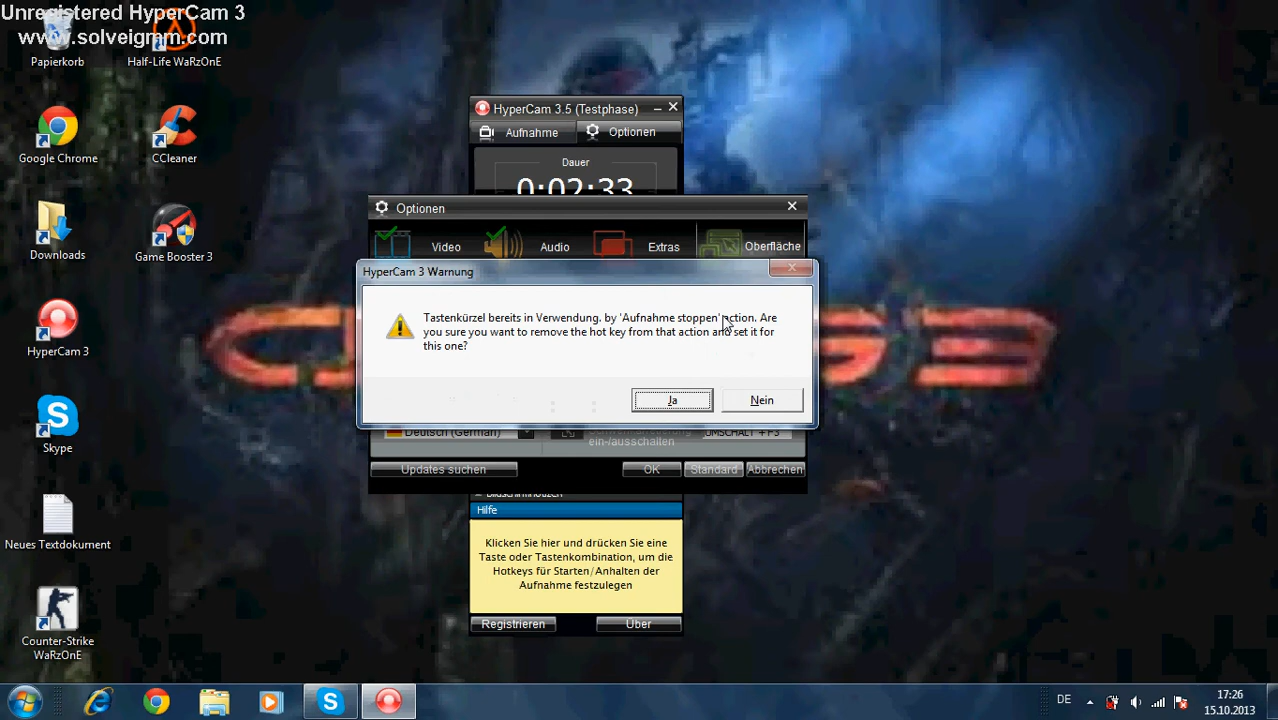 Unregistered HyperCam 3
www.solveigmm.com
Papierkorb
Half-Life WaRzOnE
Google Chrome
CCleaner
Downloads
Game Booster 3
HyperCam 3
Skype
Neues Textdokument
Counter-Strike
WaRzOnE
HyperCam 3.5 (Testphase)
Aufnahme
Optionen
Dauer
0:02:33
Optionen
Video
Audio
Extras
Oberfläche
HyperCam 3 Warnung
Tastenkürzel bereits in Verwendung, by 'Aufnahme stoppen' action. Are
you sure you want to remove the hot key from that action and set it for
this one?
Ja
Nein
Deutsch (German)
ein-/ausschalten
UMSCHALT +F3
Updates suchen
OK
Standard
Abbrechen
Hilfe
Klicken Sie hier und drücken Sie eine
Taste oder Tastenkombination, um die
Hotkeys für Starten/Anhalten der
Aufnahme festzulegen
Registrieren
Über
DE
17:26
15.10.2013